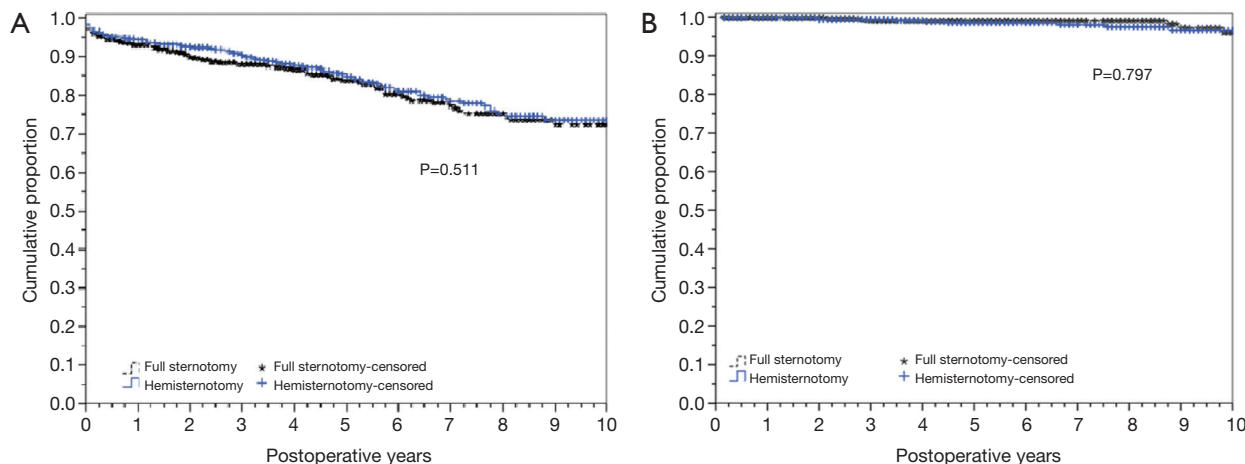 A
B
Cumulative proportion
1.0
0.9
0.8
0.7
0.6
0.5
0.4
0.3
0.2
0.1
0.0
P=0.511
Full sternotomy
Full sternotomy-censored
Hemisternotomy
Hemisternotomy-censored
0 1 2 3 4 5 6 7 8 9 10
Postoperative years
Cumulative proportion
1.0
0.9
0.8
0.7
0.6
0.5
0.4
0.3
0.2
0.1
0.0
P=0.797
Full sternotomy
Full sternotomy-censored
Hemisternotomy
Hemisternotomy-censored
0 1 2 3 4 5 6 7 8 9 10
Postoperative years